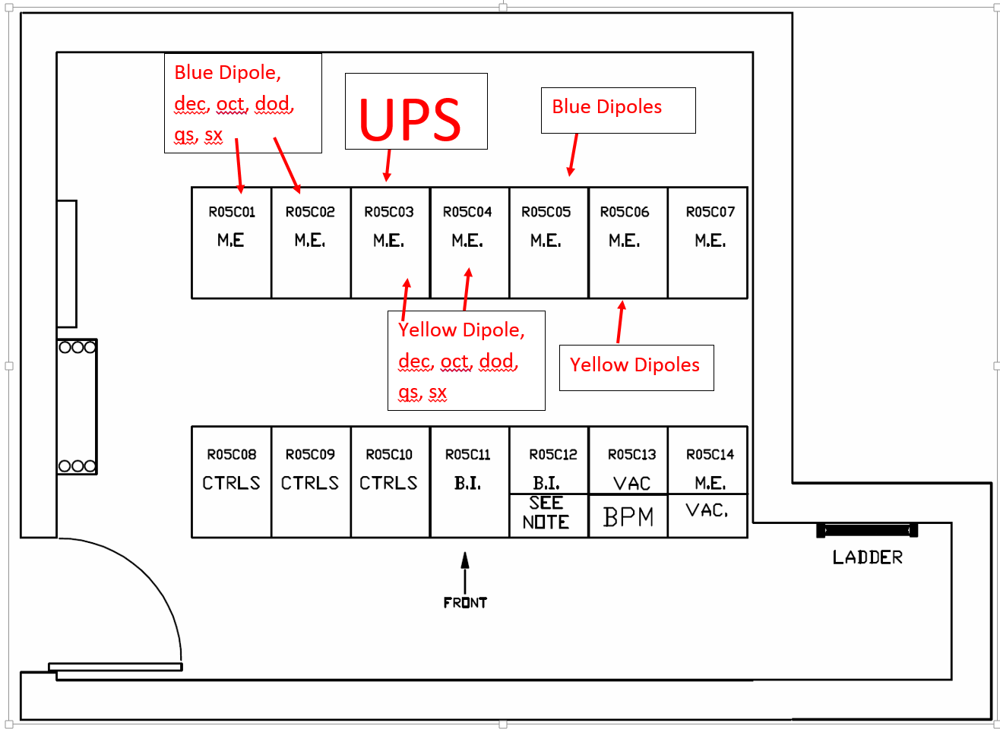 Blue Dipole,
dec, oct, dod,
qs, sx
UPS
Blue Dipoles
R05C01
M.E
R05C02
M.E.
R05C03
M.E.
R05C04
M.E.
R05C05
M.E.
R05C06
M.E.
R05C07
M.E.
Yellow Dipole,
dec, oct, dod,
qs, sx
Yellow Dipoles
R05C08
CTRLS
R05C09
CTRLS
R05C10
CTRLS
R05C11
B.I.
R05C12
B.I.
SEE
NOTE
R05C13
VAC
BPM
R05C14
M.E.
VAC.
LADDER
FRONT